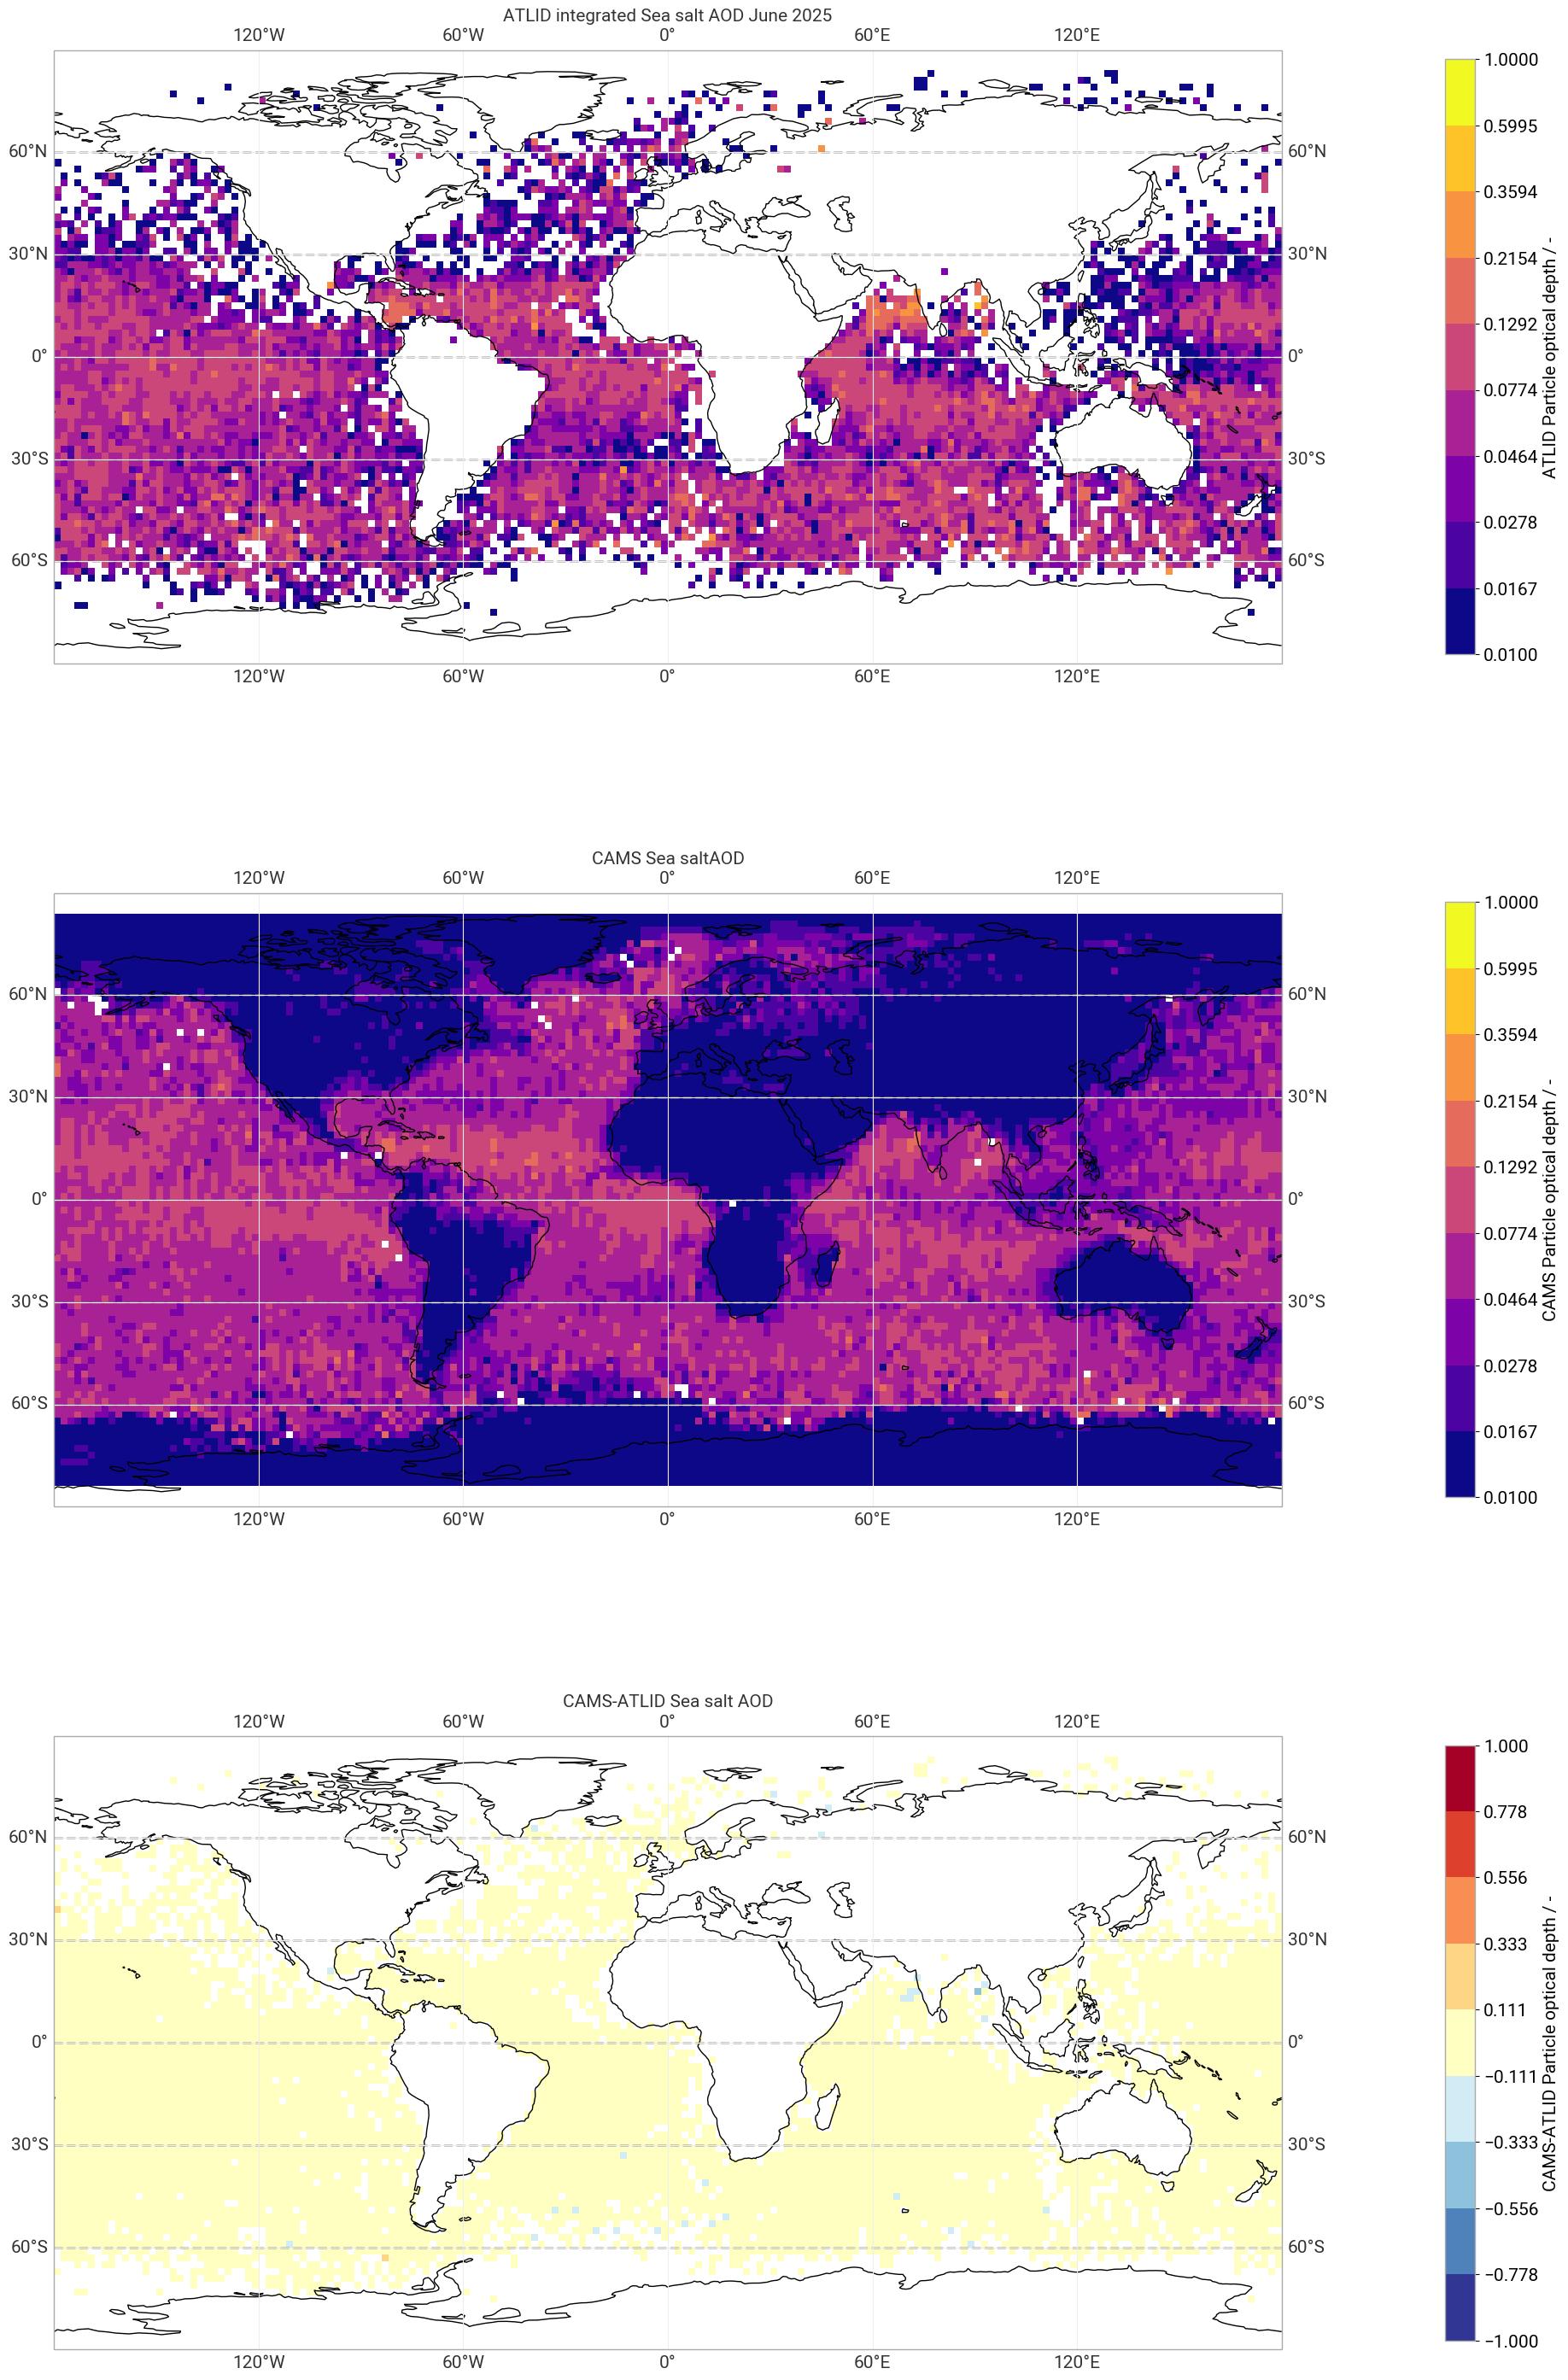 ATLID integrated Sea salt AOD June 2025
120°W 60°W 0° 60°E 120°E
60°N 60°N
30°N 30°N
0° 0°
30°S 30°S
60°S 60°S
120°W 60°W 0° 60°E 120°E
1.0000
0.5995
0.3594
0.2154
0.1292
0.0774
0.0464
0.0278
0.0167
0.0100
ATLID Particle optical depth / -
CAMS Sea saltAOD
120°W 60°W 0° 60°E 120°E
60°N 60°N
30°N 30°N
0° 0°
30°S 30°S
60°S 60°S
120°W 60°W 0° 60°E 120°E
1.0000
0.5995
0.3594
0.2154
0.1292
0.0774
0.0464
0.0278
0.0167
0.0100
CAMS Particle optical depth / -
CAMS-ATLID Sea salt AOD
120°W 60°W 0° 60°E 120°E
60°N 60°N
30°N 30°N
0° 0°
30°S 30°S
60°S 60°S
120°W 60°W 0° 60°E 120°E
1.000
0.778
0.556
0.333
0.111
−0.111
−0.333
−0.556
−0.778
−1.000
CAMS-ATLID Particle optical depth / -